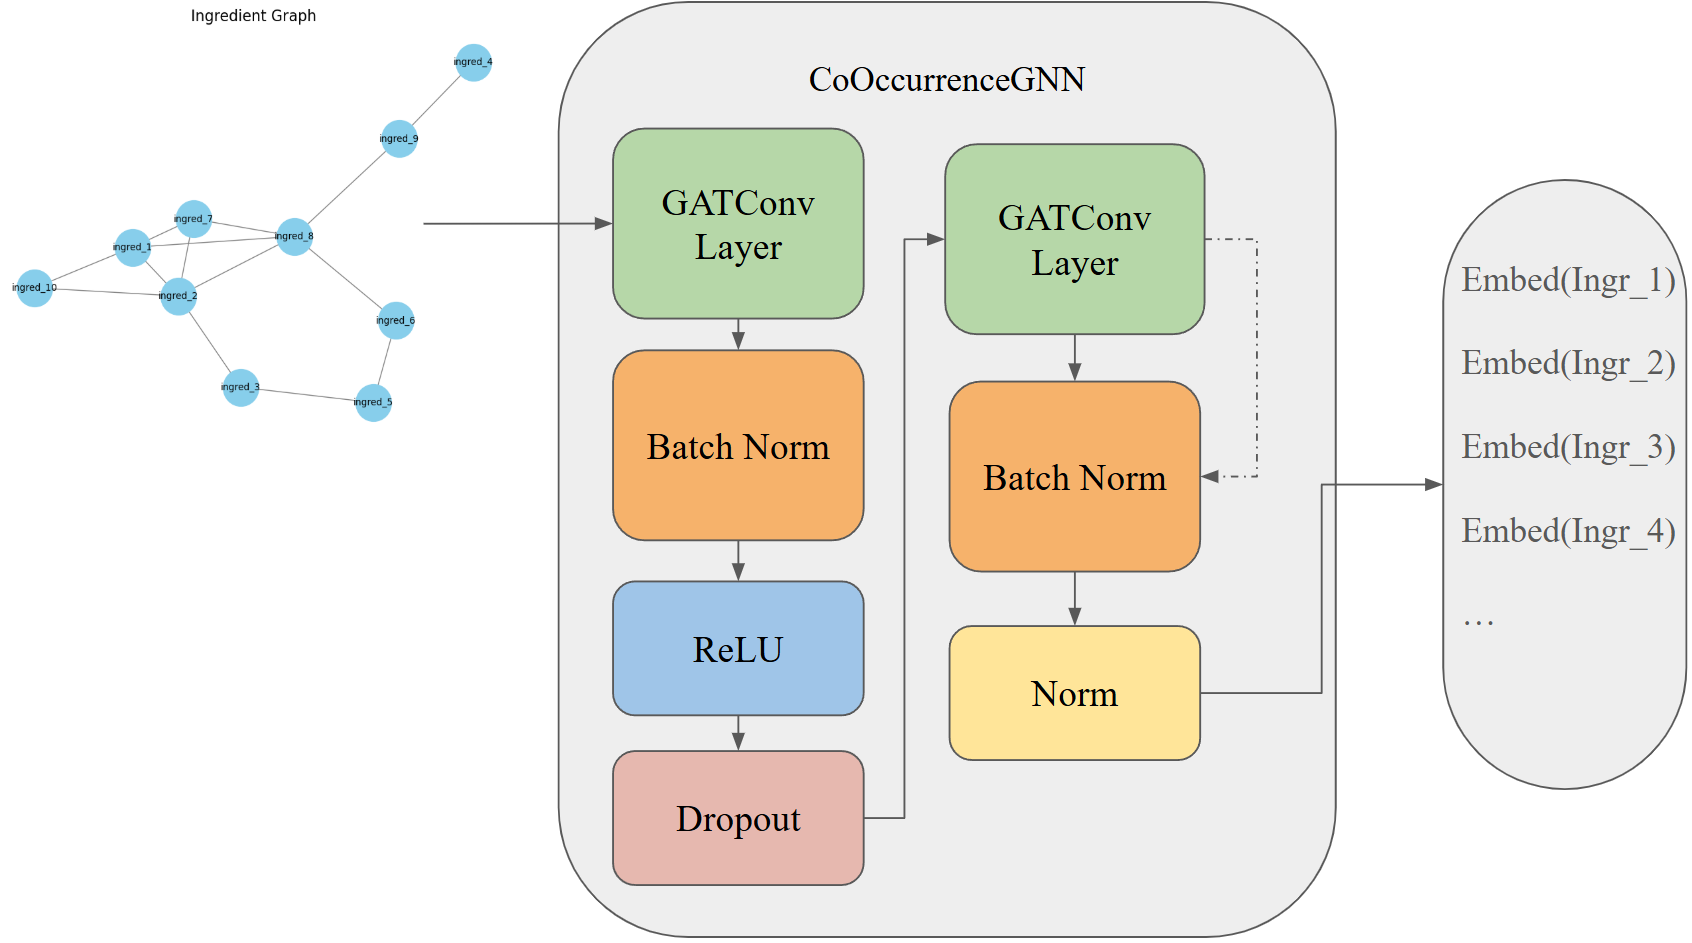 Ingredient Graph
ingred_4
ingred_9
ingred_7
ingred_8
ingred_1
ingred_10
ingred_2
ingred_6
ingred_3
ingred_5
CoOccurrenceGNN
GATConv
Layer
Batch Norm
ReLU
Dropout
GATConv
Layer
Batch Norm
Norm
Embed(Ingr_1)
Embed(Ingr_2)
Embed(Ingr_3)
Embed(Ingr_4)
…